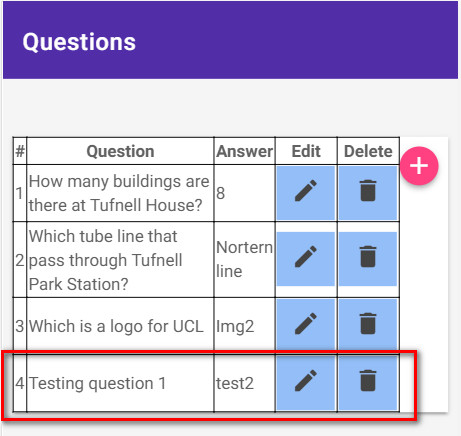 Questions
# Question Answer Edit Delete
1 How many buildings are there at Tufnell House? 8
2 Which tube line that pass through Tufnell Park Station? Nortern line
3 Which is a logo for UCL Img2
4 Testing question 1 test2